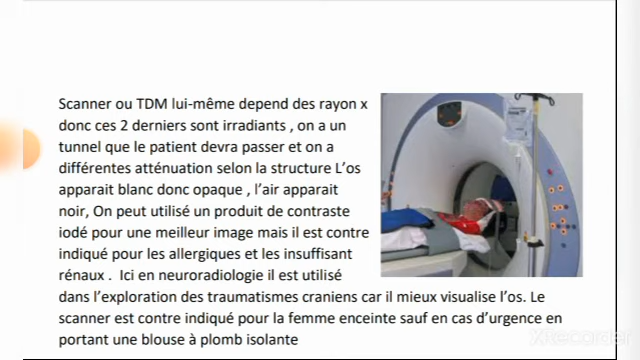 Scanner ou TDM lui-même depend des rayon x
donc ces 2 derniers sont irradiants , on a un
tunnel que le patient devra passer et on a
différentes atténuation selon la structure L'os
apparait blanc donc opaque , l'air apparait
noir, On peut utilisé un produit de contraste
iodé pour une meilleur image mais il est contre
indiqué pour les allergiques et les insuffisant
rénaux . Ici en neuroradiologie il est utilisé
dans l'exploration des traumatismes craniens car il mieux visualise l'os. Le
scanner est contre indiqué pour la femme enceinte sauf en cas d'urgence en
portant une blouse à plomb isolante